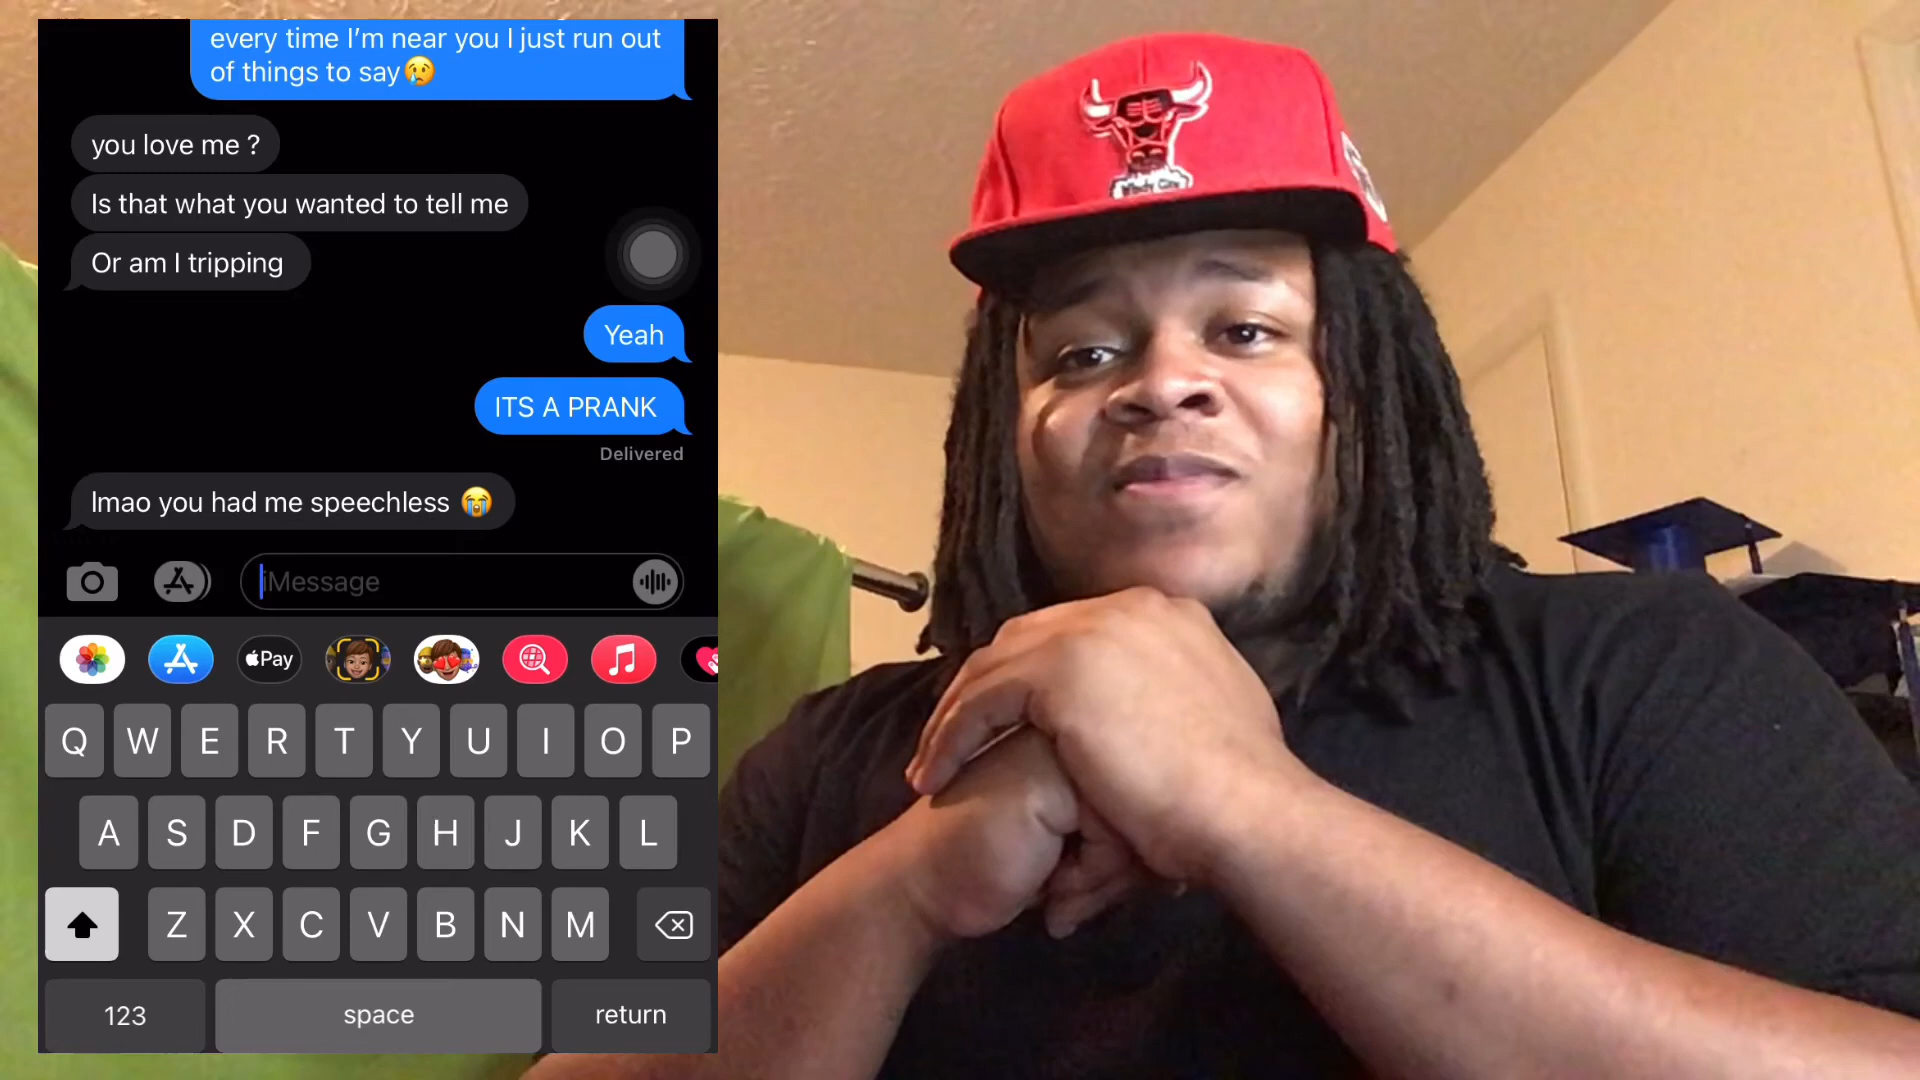 every time I'm near you I just run out
of things to say😢
you love me ?
Is that what you wanted to tell me
Or am I tripping
Yeah
ITS A PRANK
Delivered
lmao you had me speechless 😭
iMessage
Pay
Q W E R T Y U I O P
A S D F G H J K L
Z X C V B N M
123 space return
Windy City